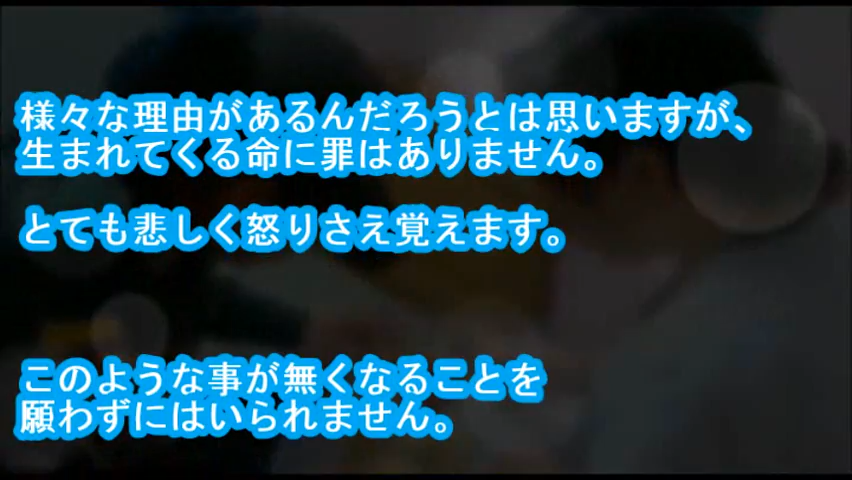 様々な理由があるんだろうとは思いますが、
生まれてくる命に罪はありません。
とても悲しく怒りさえ覚えます。
このような事が無くなることを
願わずにはいられません。